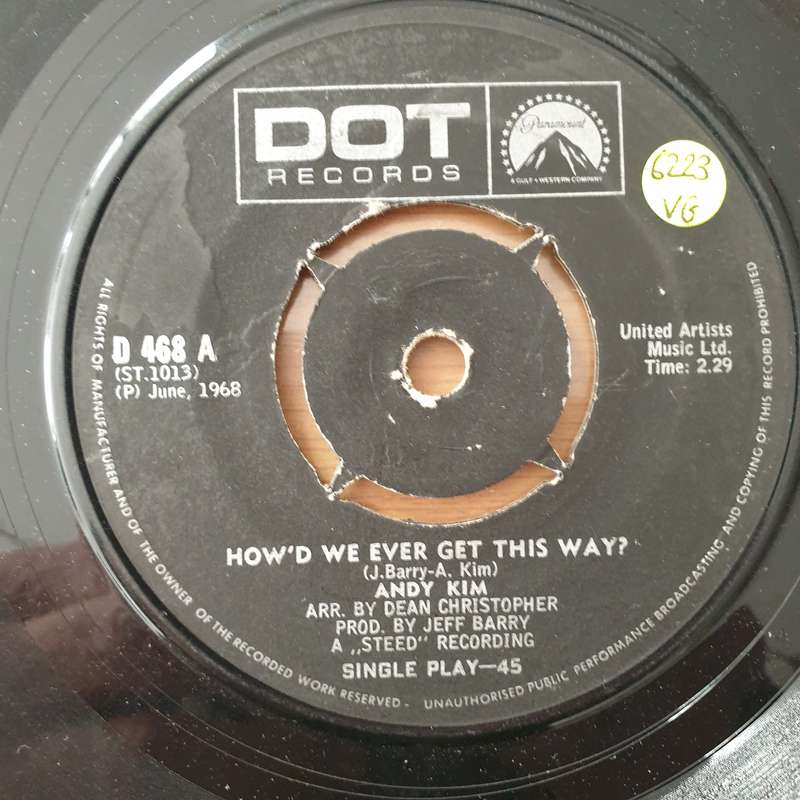 DOT
RECORDS
Paramount
A GULF + WESTERN COMPANY
6223
VG
D 468 A
(ST.1013)
(P) June, 1968
United Artists
Music Ltd.
Time: 2.29
HOW'D WE EVER GET THIS WAY?
(J.Barry-A. Kim)
ANDY KIM
ARR. BY DEAN CHRISTOPHER
PROD. BY JEFF BARRY
A „STEED" RECORDING
SINGLE PLAY—45
ALL RIGHTS OF MANUFACTURER AND OF THE OWNER OF THE RECORDED WORK RESERVED - UNAUTHORISED PUBLIC PERFORMANCE BROADCASTING AND COPYING OF THIS RECORD PROHIBITED